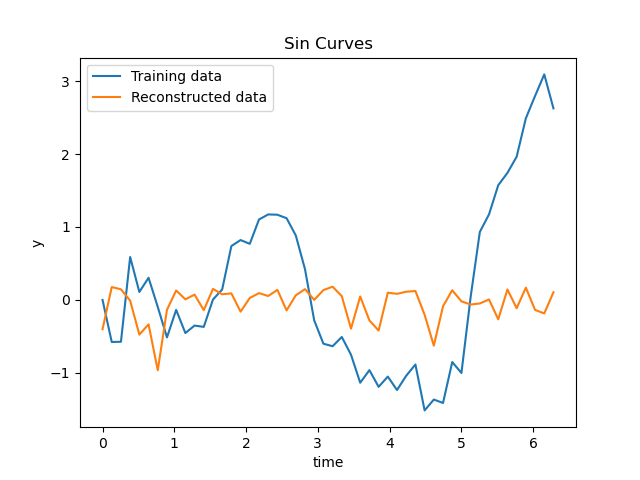 Sin Curves
Training data
Reconstructed data
y
3
2
1
0
−1
0 1 2 3 4 5 6
time